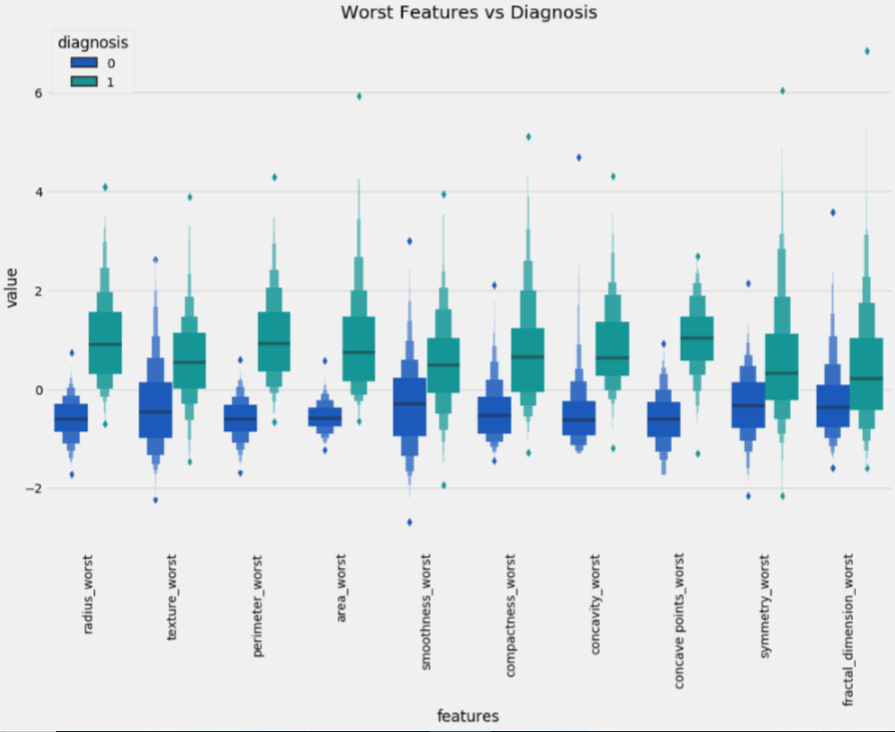 Worst Features vs Diagnosis
diagnosis
0
1
6
4
2
0
−2
value
radius_worst
texture_worst
perimeter_worst
area_worst
smoothness_worst
compactness_worst
concavity_worst
concave points_worst
symmetry_worst
fractal_dimension_worst
features